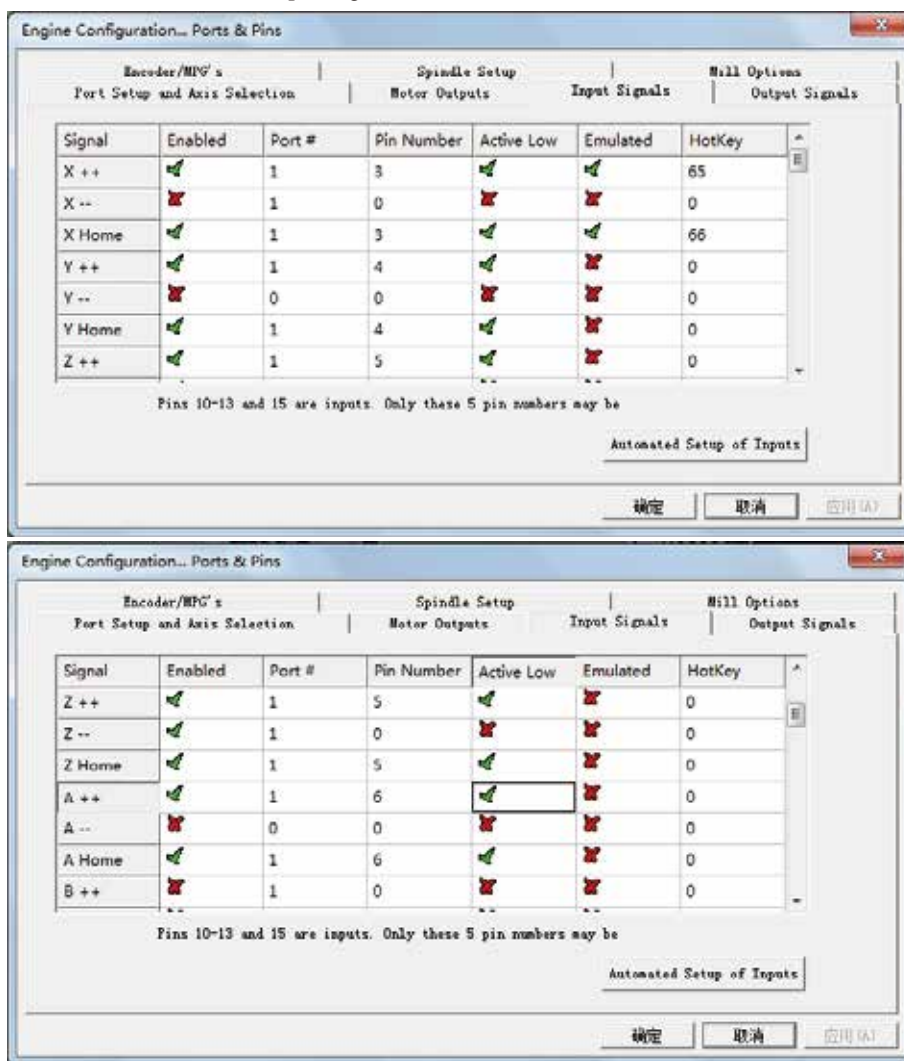 Engine Configuration... Ports & Pins
Encoder/MPG's Spindle Setup Mill Options
Port Setup and Axis Selection Motor Outputs Input Signals Output Signals
Signal Enabled Port # Pin Number Active Low Emulated HotKey
X ++ 1 3 65
X -- 1 0 0
X Home 1 3 66
Y ++ 1 4 0
Y -- 0 0 0
Y Home 1 4 0
Z ++ 1 5 0
Pins 10-13 and 15 are inputs. Only these 5 pin numbers may be
Automated Setup of Inputs
确定 取消 应用(A)
Engine Configuration... Ports & Pins
Encoder/MPG's Spindle Setup Mill Options
Port Setup and Axis Selection Motor Outputs Input Signals Output Signals
Signal Enabled Port # Pin Number Active Low Emulated HotKey
Z ++ 1 5 0
Z -- 1 0 0
Z Home 1 5 0
A ++ 1 6 0
A -- 0 0 0
A Home 1 6 0
B ++ 1 0 0
Pins 10-13 and 15 are inputs. Only these 5 pin numbers may be
Automated Setup of Inputs
确定 取消 应用(A)